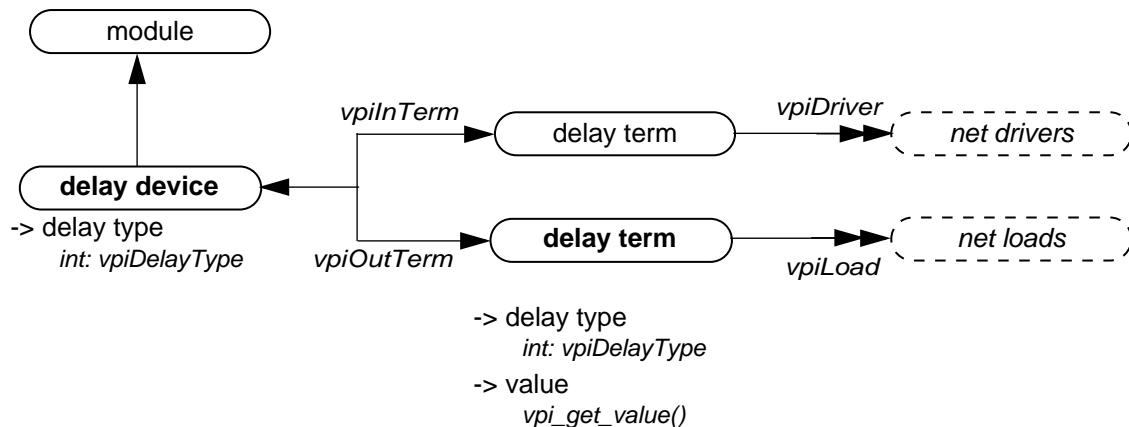 module
vpiInTerm
delay term
vpiDriver
net drivers
delay device
-> delay type
int: vpiDelayType
vpiOutTerm
delay term
vpiLoad
net loads
-> delay type
int: vpiDelayType
-> value
vpi_get_value()